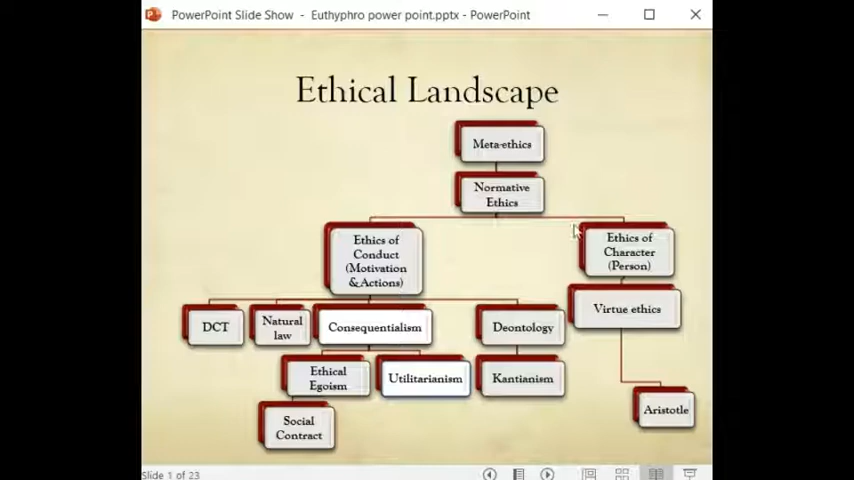 PowerPoint Slide Show - Euthyphro power point.pptx - PowerPoint
Ethical Landscape
Meta-ethics
Normative
Ethics
Ethics of
Conduct
(Motivation
&Actions)
Ethics of
Character
(Person)
DCT
Natural
law
Consequentialism
Deontology
Virtue ethics
Ethical
Egoism
Utilitarianism
Kantianism
Social
Contract
Aristotle
Slide 1 of 23